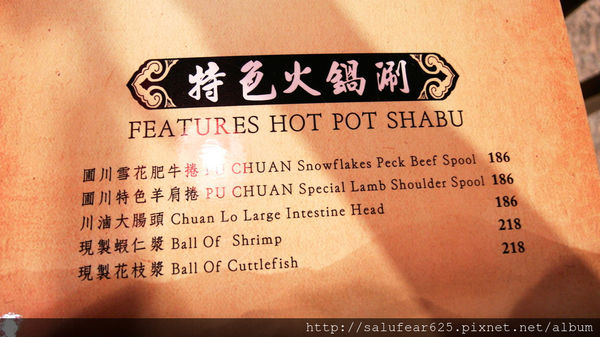 特色火鍋涮
FEATURES HOT POT SHABU
圃川雪花肥牛捲 PU CHUAN Snowflakes Peck Beef Spool 186
圃川特色羊肩捲 PU CHUAN Special Lamb Shoulder Spool 186
川滷大腸頭 Chuan Lo Large Intestine Head 186
現製蝦仁漿 Ball Of Shrimp 218
現製花枝漿 Ball Of Cuttlefish 218
http://salufear625.pixnet.net/album